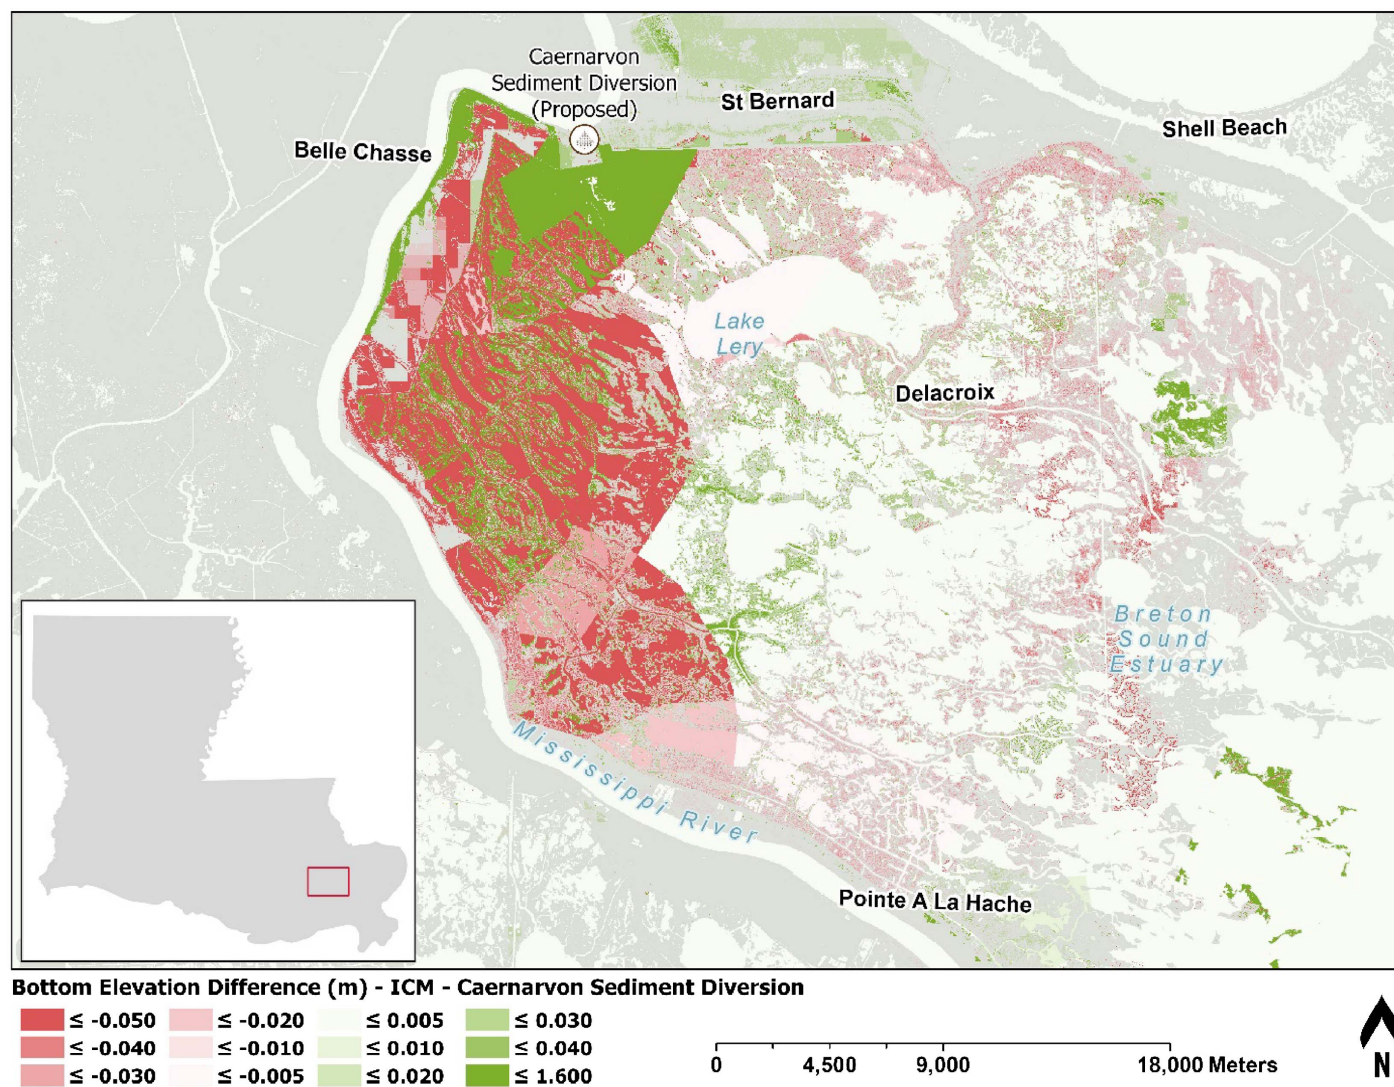 Caernarvon
Sediment Diversion
(Proposed)
St Bernard
Shell Beach
Belle Chasse
Lake
Lery
Delacroix
Breton
Sound
Estuary
Mississippi River
Pointe A La Hache
Bottom Elevation Difference (m) - ICM - Caernarvon Sediment Diversion
≤ -0.050 ≤ -0.020 ≤ 0.005 ≤ 0.030
≤ -0.040 ≤ -0.010 ≤ 0.010 ≤ 0.040
≤ -0.030 ≤ -0.005 ≤ 0.020 ≤ 1.600
0 4,500 9,000 18,000 Meters
N